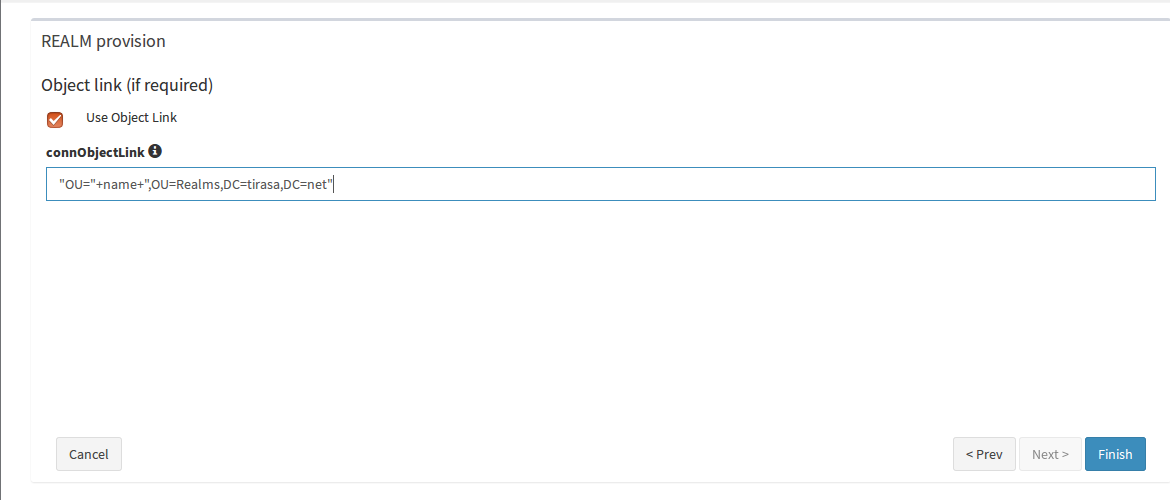 REALM provision
Object link (if required)
Use Object Link
connObjectLink
"OU="+name+",OU=Realms,DC=tirasa,DC=net"
Cancel
< Prev
Next >
Finish